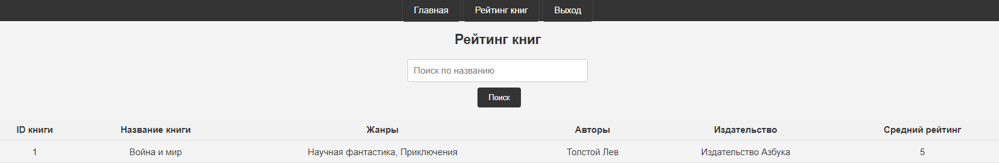 Главная Рейтинг книг Выход
Рейтинг книг
Поиск по названию
Поиск
ID книги Название книги Жанры Авторы Издательство Средний рейтинг
1 Война и мир Научная фантастика, Приключения Толстой Лев Издательство Азбука 5